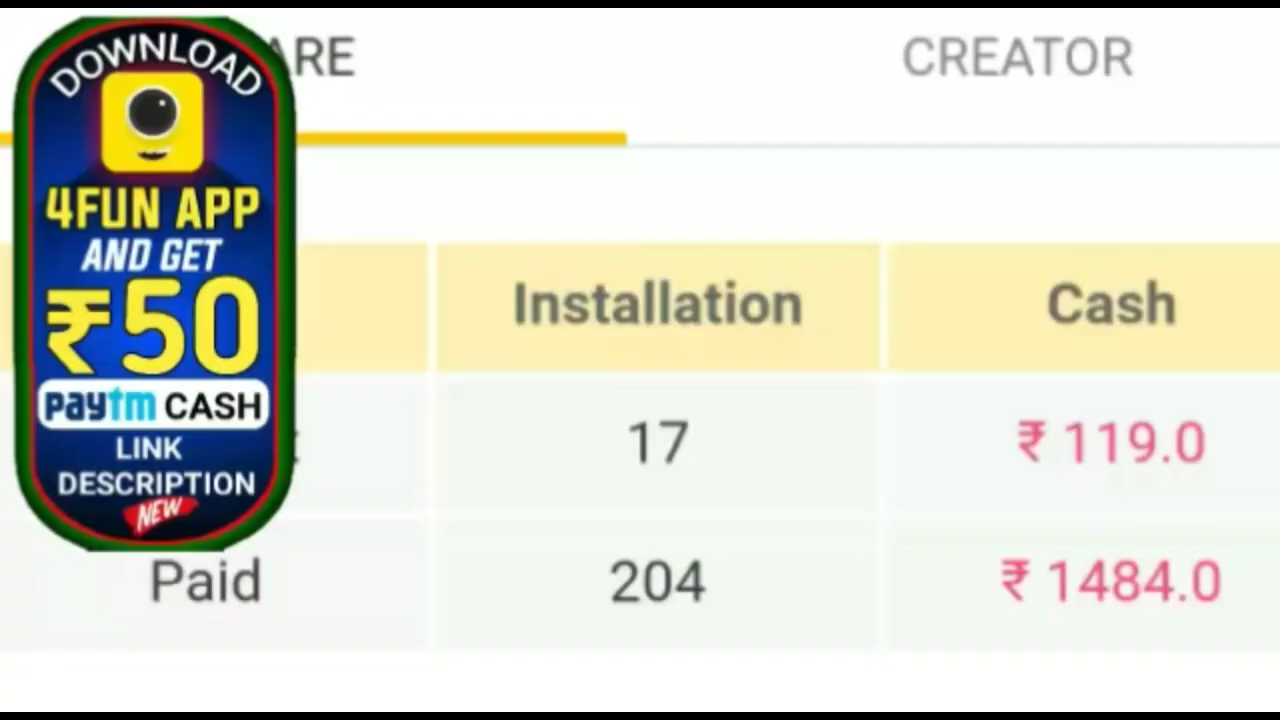 DOWNLOAD
4FUN APP
AND GET
₹50
paytm CASH
LINK
DESCRIPTION
NEW
CREATOR
Installation
Cash
17
₹ 119.0
Paid
204
₹ 1484.0